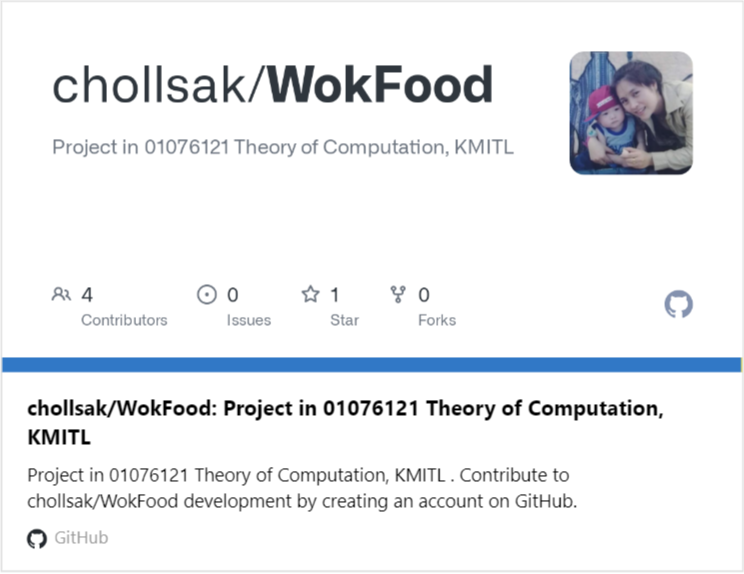 chollsak/WokFood
Project in 01076121 Theory of Computation, KMITL
4
Contributors
0
Issues
1
Star
0
Forks
chollsak/WokFood: Project in 01076121 Theory of Computation,
KMITL
Project in 01076121 Theory of Computation, KMITL . Contribute to
chollsak/WokFood development by creating an account on GitHub.
GitHub